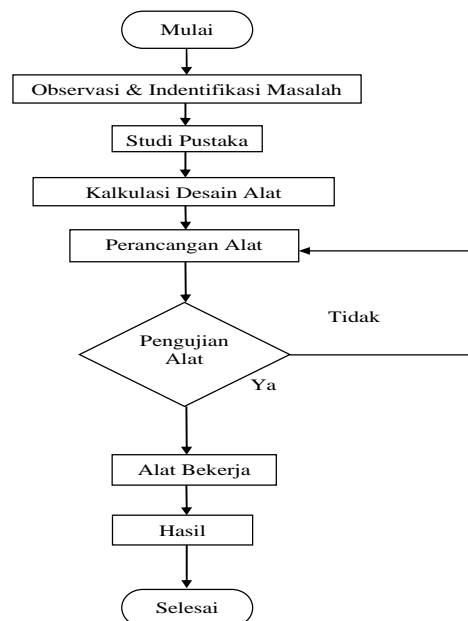 Mulai
Observasi & Indentifikasi Masalah
Studi Pustaka
Kalkulasi Desain Alat
Perancangan Alat
Tidak
Pengujian
Alat
Ya
Alat Bekerja
Hasil
Selesai